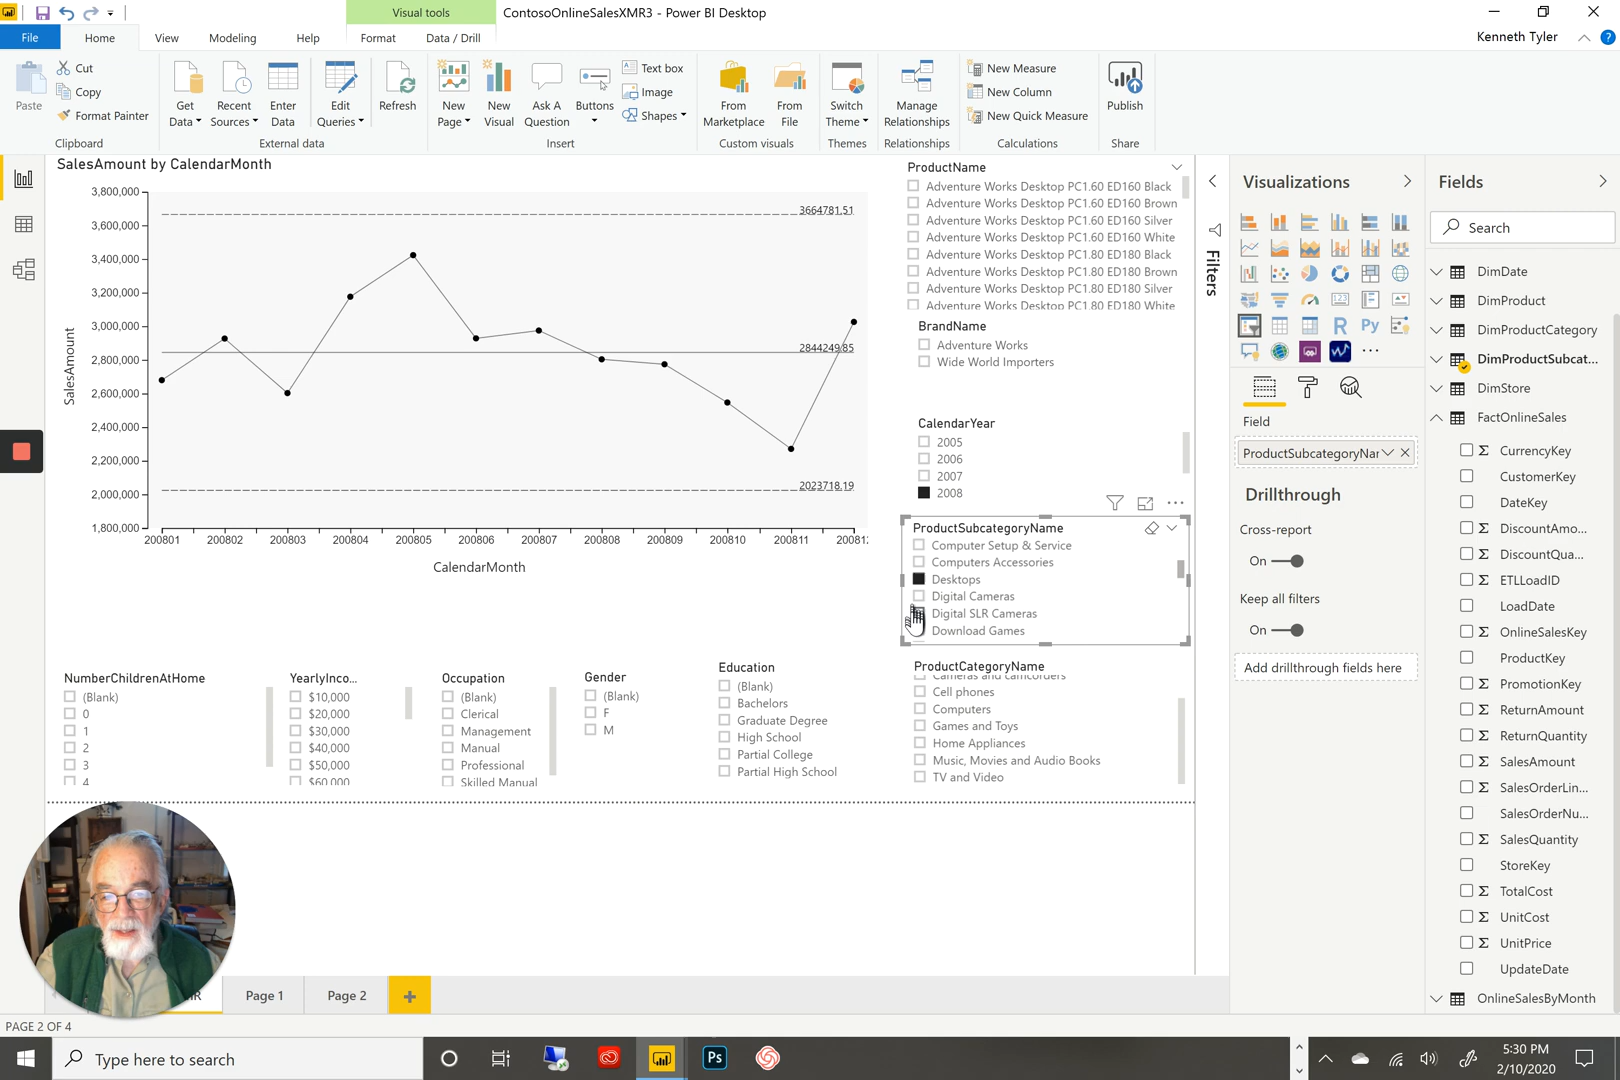 Visual tools
ContosoOnlineSalesXMR3 - Power BI Desktop
File
Home
View
Modeling
Help
Format
Data / Drill
Kenneth Tyler
?
Paste
Cut
Copy
Format Painter
Clipboard
Get
Data
Recent
Sources
Enter
Data
Edit
Queries
Refresh
External data
New
Page
New
Visual
Ask A
Question
Buttons
Text box
Image
Shapes
Insert
From
Marketplace
From
File
Custom visuals
Switch
Theme
Themes
Manage
Relationships
Relationships
New Measure
New Column
New Quick Measure
Calculations
Publish
Share
SalesAmount by CalendarMonth
3,800,000
3,600,000
3,400,000
3,200,000
3,000,000
2,800,000
2,600,000
2,400,000
2,200,000
2,000,000
1,800,000
SalesAmount
3664781.51
2844249.85
2023718.19
200801
200802
200803
200804
200805
200806
200807
200808
200809
200810
200811
20081
CalendarMonth
ProductName
Adventure Works Desktop PC1.60 ED160 Black
Adventure Works Desktop PC1.60 ED160 Brown
Adventure Works Desktop PC1.60 ED160 Silver
Adventure Works Desktop PC1.60 ED160 White
Adventure Works Desktop PC1.80 ED180 Black
Adventure Works Desktop PC1.80 ED180 Brown
Adventure Works Desktop PC1.80 ED180 Silver
Adventure Works Desktop PC1.80 ED180 White
BrandName
Adventure Works
Wide World Importers
CalendarYear
2005
2006
2007
2008
ProductSubcategoryName
Computer Setup & Service
Computers Accessories
Desktops
Digital Cameras
Digital SLR Cameras
Download Games
NumberChildrenAtHome
(Blank)
0
1
2
3
4
YearlyInco...
$10,000
$20,000
$30,000
$40,000
$50,000
$60,000
Occupation
(Blank)
Clerical
Management
Manual
Professional
Skilled Manual
Gender
(Blank)
F
M
Education
(Blank)
Bachelors
Graduate Degree
High School
Partial College
Partial High School
ProductCategoryName
Cameras and camcorders
Cell phones
Computers
Games and Toys
Home Appliances
Music, Movies and Audio Books
TV and Video
Filters
Visualizations
123
R
Py
Field
ProductSubcategoryNar
Drillthrough
Cross-report
On
Keep all filters
On
Add drillthrough fields here
Fields
Search
DimDate
DimProduct
DimProductCategory
DimProductSubcat...
DimStore
FactOnlineSales
CurrencyKey
CustomerKey
DateKey
DiscountAmo...
DiscountQua...
ETLLoadID
LoadDate
OnlineSalesKey
ProductKey
PromotionKey
ReturnAmount
ReturnQuantity
SalesAmount
SalesOrderLin...
SalesOrderNu...
SalesQuantity
StoreKey
TotalCost
UnitCost
UnitPrice
UpdateDate
OnlineSalesByMonth
Page 1
Page 2
PAGE 2 OF 4
Type here to search
Ps
5:30 PM
2/10/2020